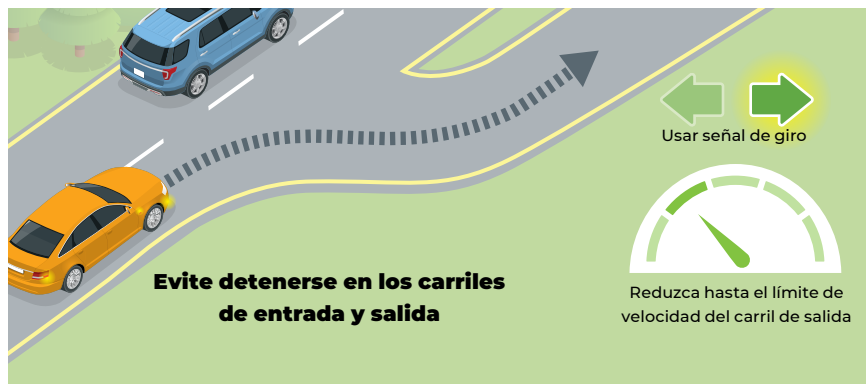 Usar señal de giro
Evite detenerse en los carriles
de entrada y salida
Reduzca hasta el límite de
velocidad del carril de salida